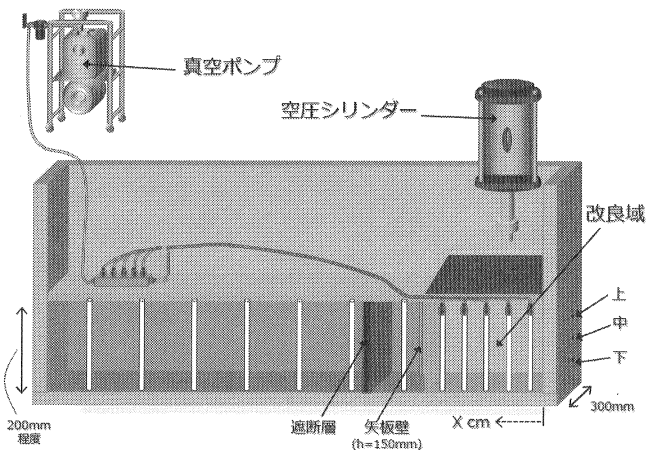 真空ポンプ
空圧シリンダー
改良域
上
中
下
300mm
200mm
程度
遮断層
矢板壁
(h=150mm)
X cm